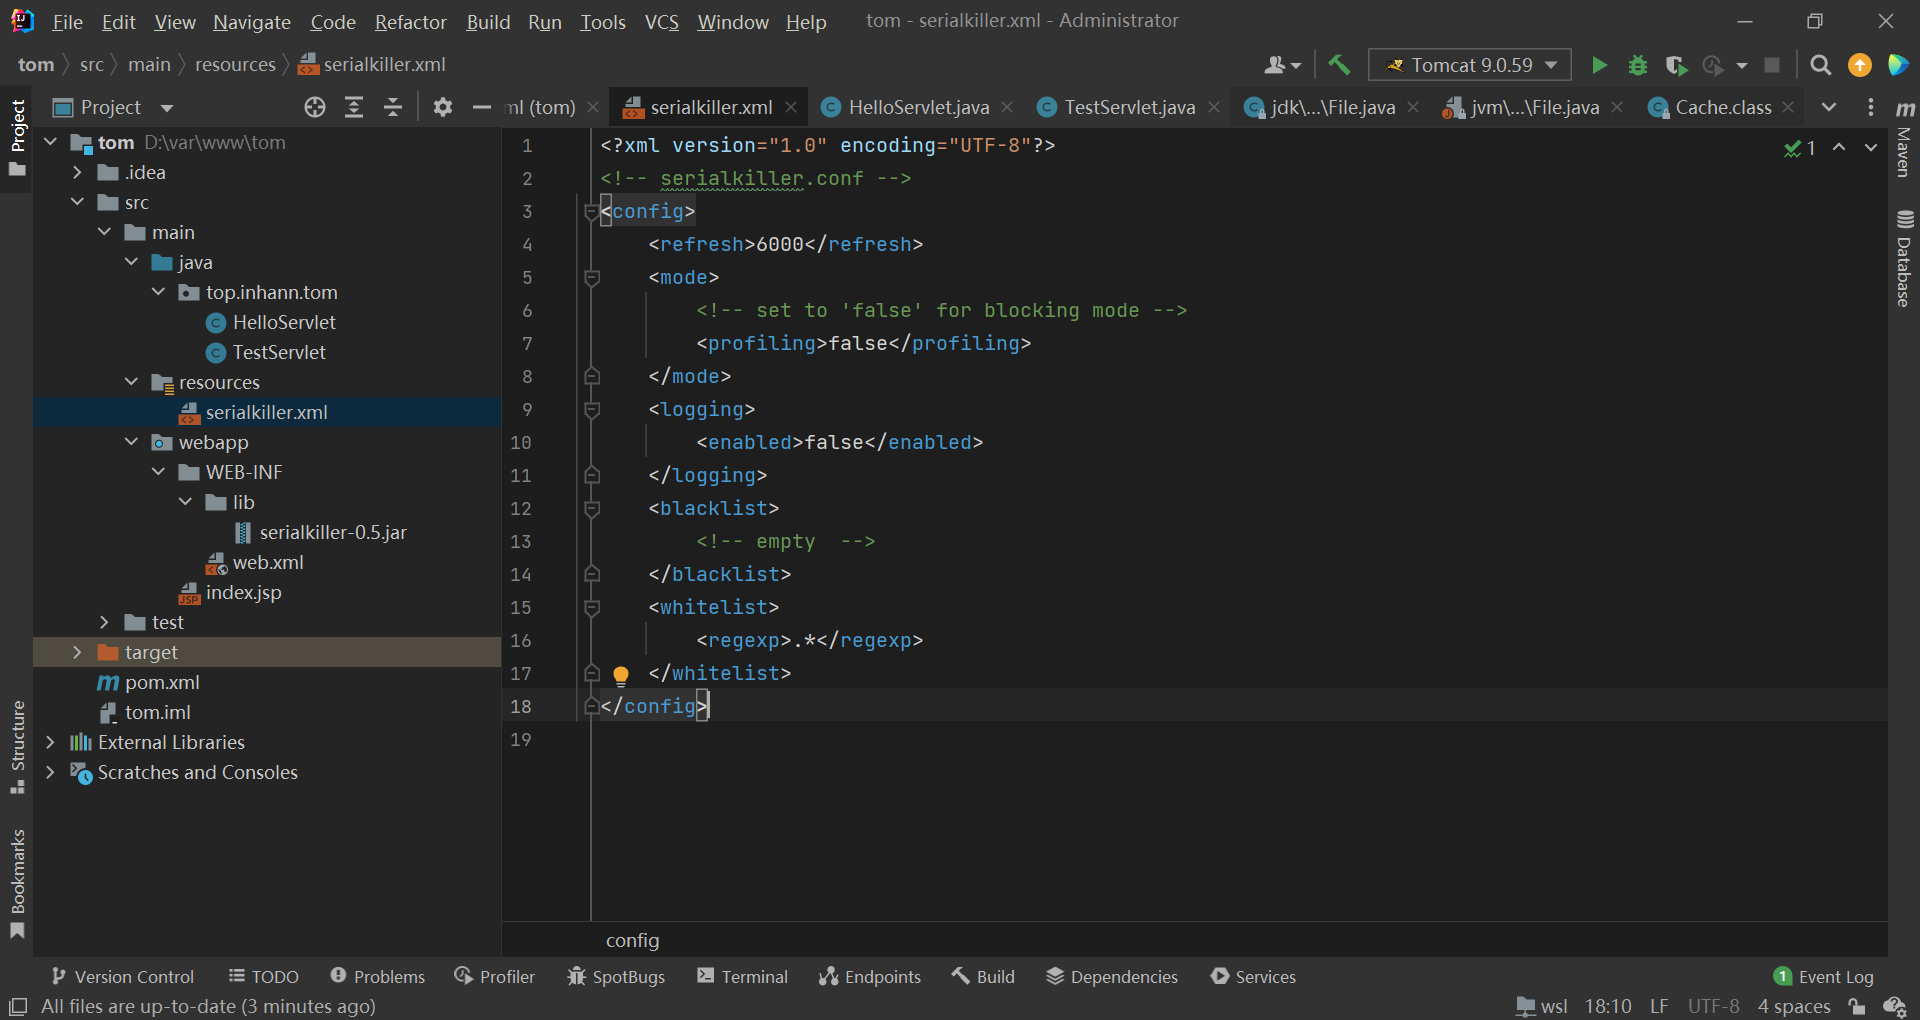 File Edit View Navigate Code Refactor Build Run Tools VCS Window Help tom - serialkiller.xml - Administrator
tom src main resources serialkiller.xml Tomcat 9.0.59
Project
ml (tom) serialkiller.xml HelloServlet.java TestServlet.java jdk\...\File.java jvm\...\File.java Cache.class
Project
Structure
Bookmarks
tom D:\var\www\tom
.idea
src
main
java
top.inhann.tom
HelloServlet
TestServlet
resources
serialkiller.xml
webapp
WEB-INF
lib
serialkiller-0.5.jar
web.xml
index.jsp
test
target
pom.xml
tom.iml
External Libraries
Scratches and Consoles
1 <?xml version="1.0" encoding="UTF-8"?>
2 <!-- serialkiller.conf -->
3 <config>
4 <refresh>6000</refresh>
5 <mode>
6 <!-- set to 'false' for blocking mode -->
7 <profiling>false</profiling>
8 </mode>
9 <logging>
10 <enabled>false</enabled>
11 </logging>
12 <blacklist>
13 <!-- empty  -->
14 </blacklist>
15 <whitelist>
16 <regexp>.*</regexp>
17 </whitelist>
18 </config>
19
1
Maven
Database
config
Version Control TODO Problems Profiler SpotBugs Terminal Endpoints Build Dependencies Services 1 Event Log
All files are up-to-date (3 minutes ago) wsl 18:10 LF UTF-8 4 spaces